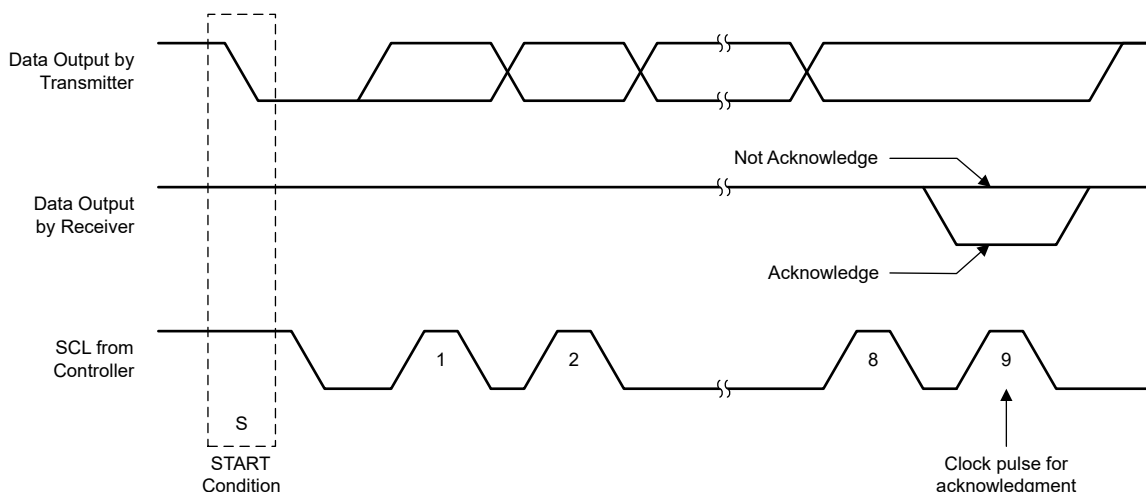 Data Output by
Transmitter
Not Acknowledge
Data Output
by Receiver
Acknowledge
SCL from
Controller
1
2
8
9
S
START
Condition
Clock pulse for
acknowledgment